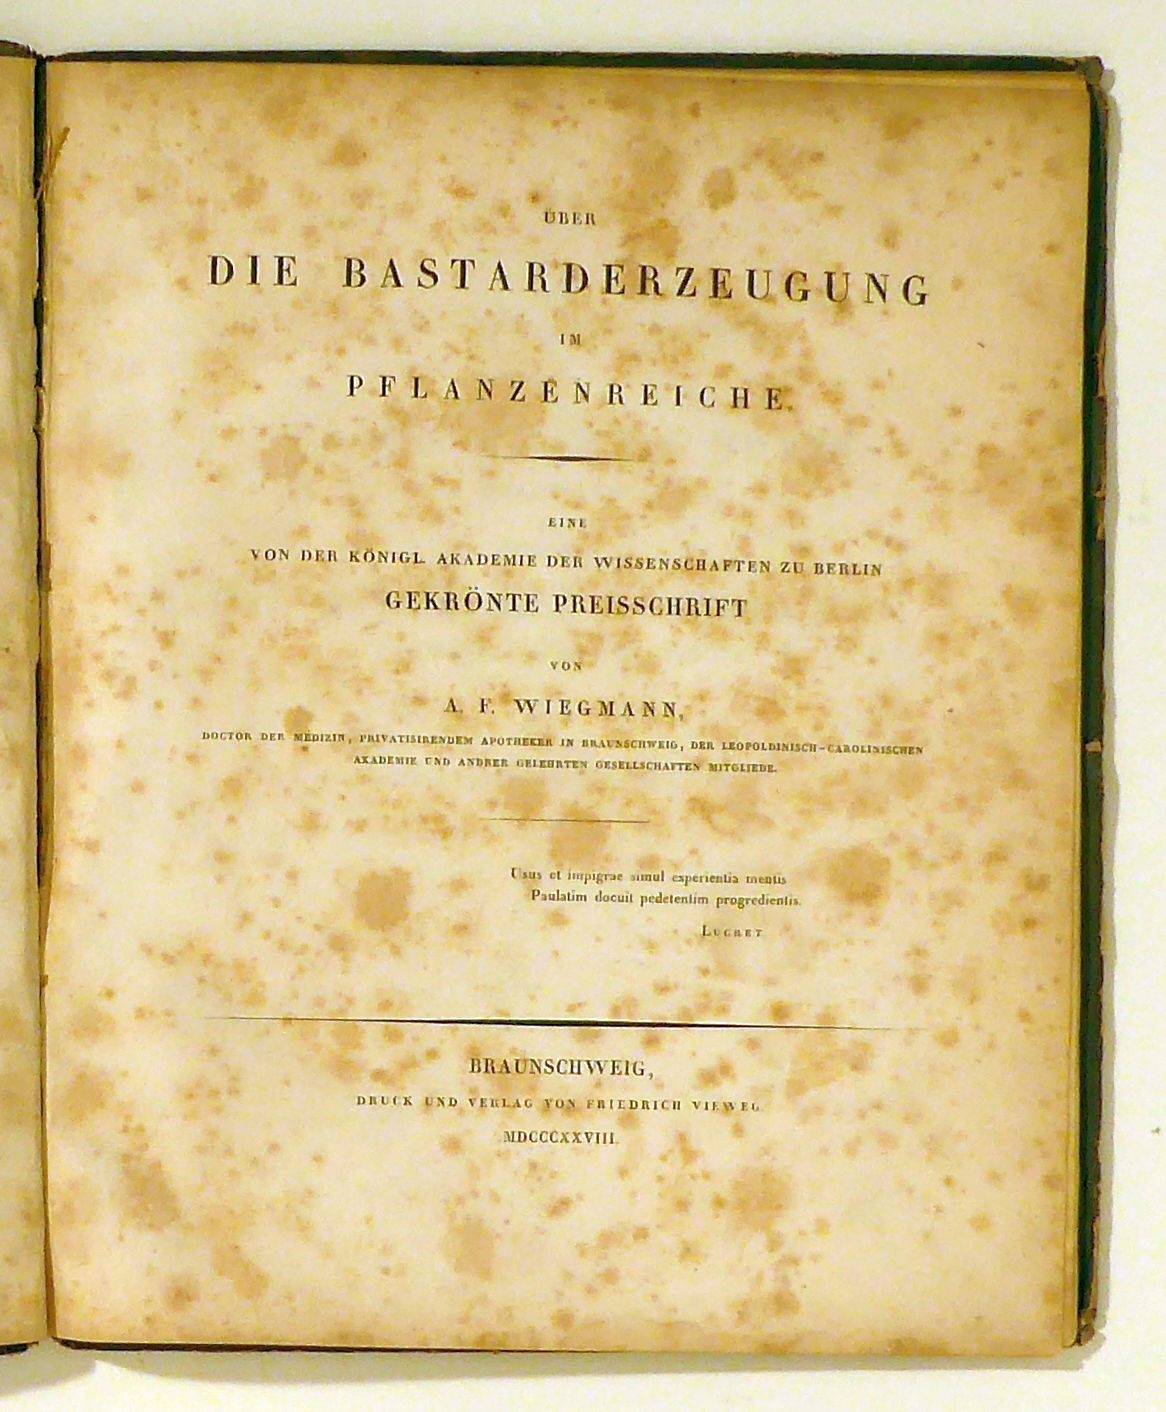 ÜBER
DIE BASTARDERZEUGUNG
IM
PFLANZENREICHE.
EINE
VON DER KÖNIGL. AKADEMIE DER WISSENSCHAFTEN ZU BERLIN
GEKRÖNTE PREISSCHRIFT
VON
A. F. WIEGMANN,
DOCTOR DER MEDIZIN, PRIVATISIRENDEM APOTHEKER IN BRAUNSCHWEIG, DER LEOPOLDINISCH-CAROLINISCHEN
AKADEMIE UND ANDRER GELEHRTEN GESELLSCHAFTEN MITGLIEDE.
Usus et impigrae simul experientia mentis
Paulatim docuit pedetentim progredientis.
LUCRET
BRAUNSCHWEIG,
DRUCK UND VERLAG VON FRIEDRICH VIEWEG.
MDCCCXXVIII.